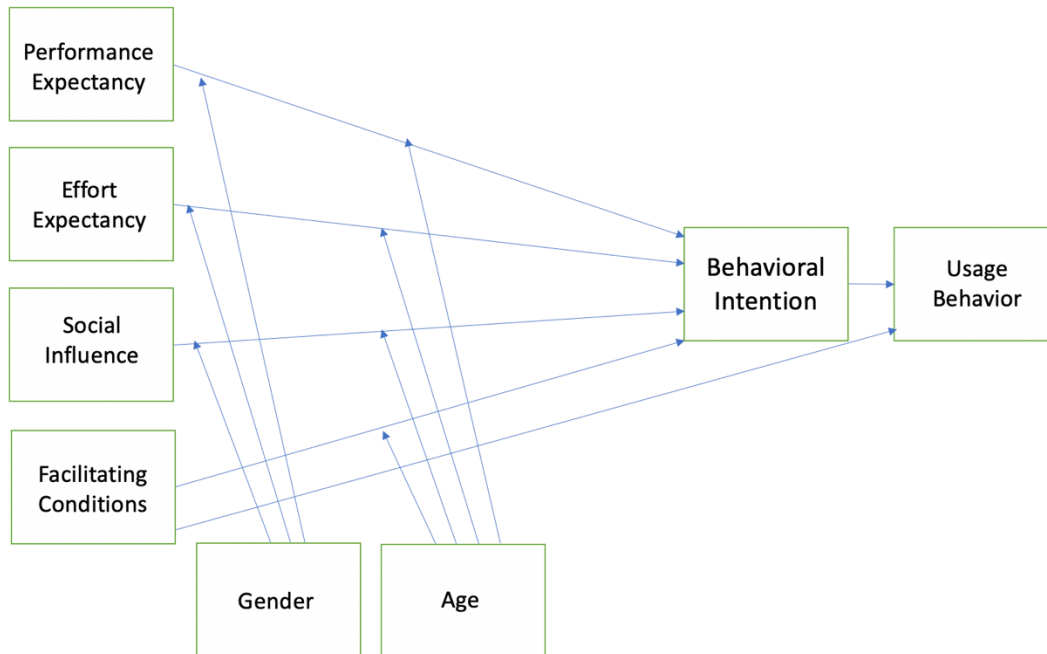 Performance
Expectancy
Effort
Expectancy
Social
Influence
Facilitating
Conditions
Behavioral
Intention
Usage
Behavior
Gender
Age